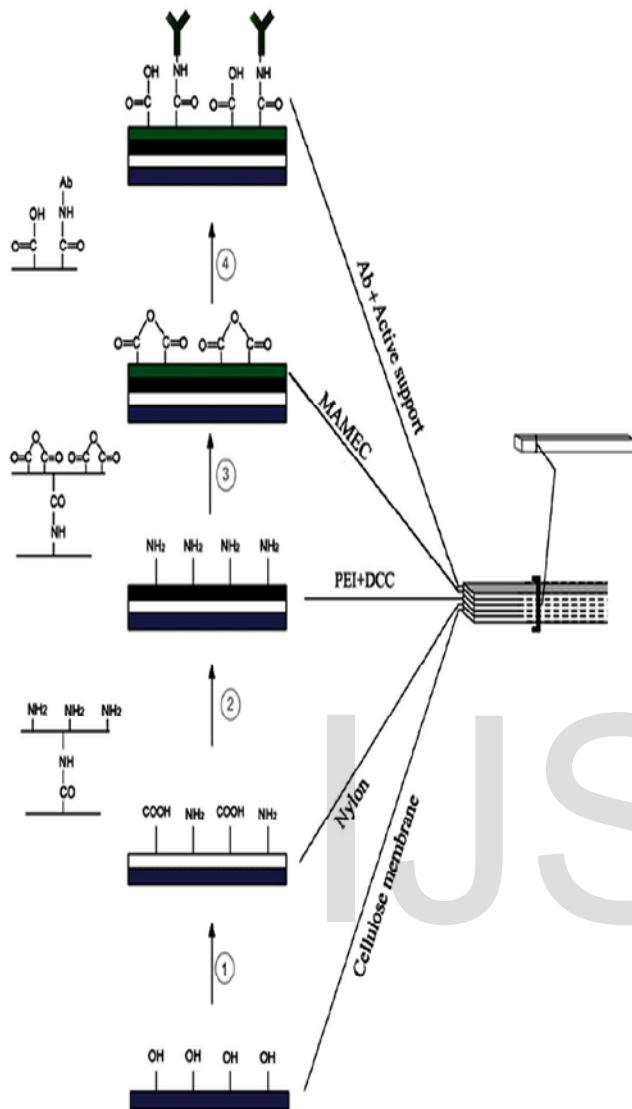 OH NH OH NH
O=C C=O O=C C=O
Ab
OH NH
O=C C=O
4
Ab+Active support
O O
O=C C=O O=C C=O
MAMEC
O O
O=C C=O O=C C=O
CO
NH
3
NH₂ NH₂ NH₂ NH₂
PEI+DCC
2
NH₂ NH₂ NH₂
NH
CO
COOH NH₂ COOH NH₂
Nylon
Cellulose membrane
1
OH OH OH OH
IJS